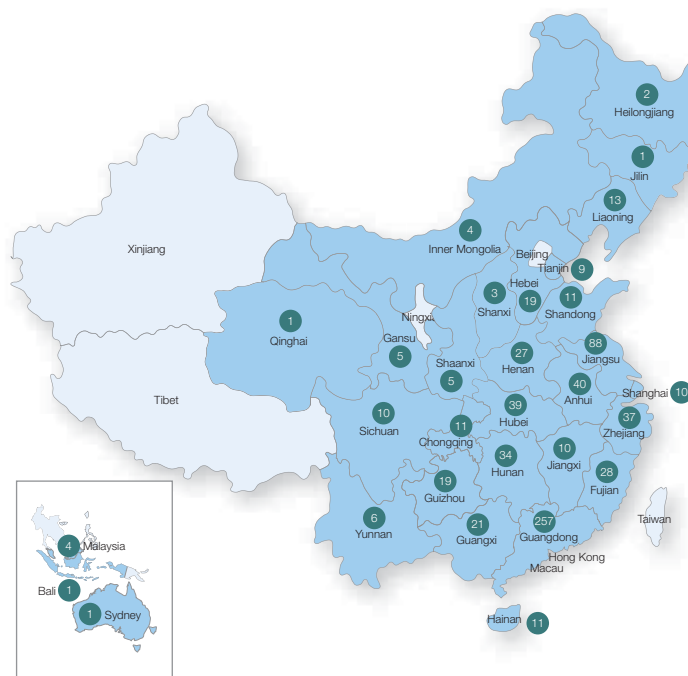 2
Heilongjiang
1
Jilin
13
Liaoning
4
Inner Mongolia
Beijing
Tianjin
9
Hebei
19
3
Shanxi
11
Shandong
Xinjiang
1
Qinghai
Ningxi
Gansu
5
Shaanxi
5
27
Henan
88
Jiangsu
40
Anhui
Shanghai
10
37
Zhejiang
Tibet
10
Sichuan
11
Chongqing
39
Hubei
34
Hunan
10
Jiangxi
28
Fujian
19
Guizhou
6
Yunnan
21
Guangxi
257
Guangdong
Hong Kong
Macau
Taiwan
Hainan
11
4
Malaysia
Bali
1
1
Sydney